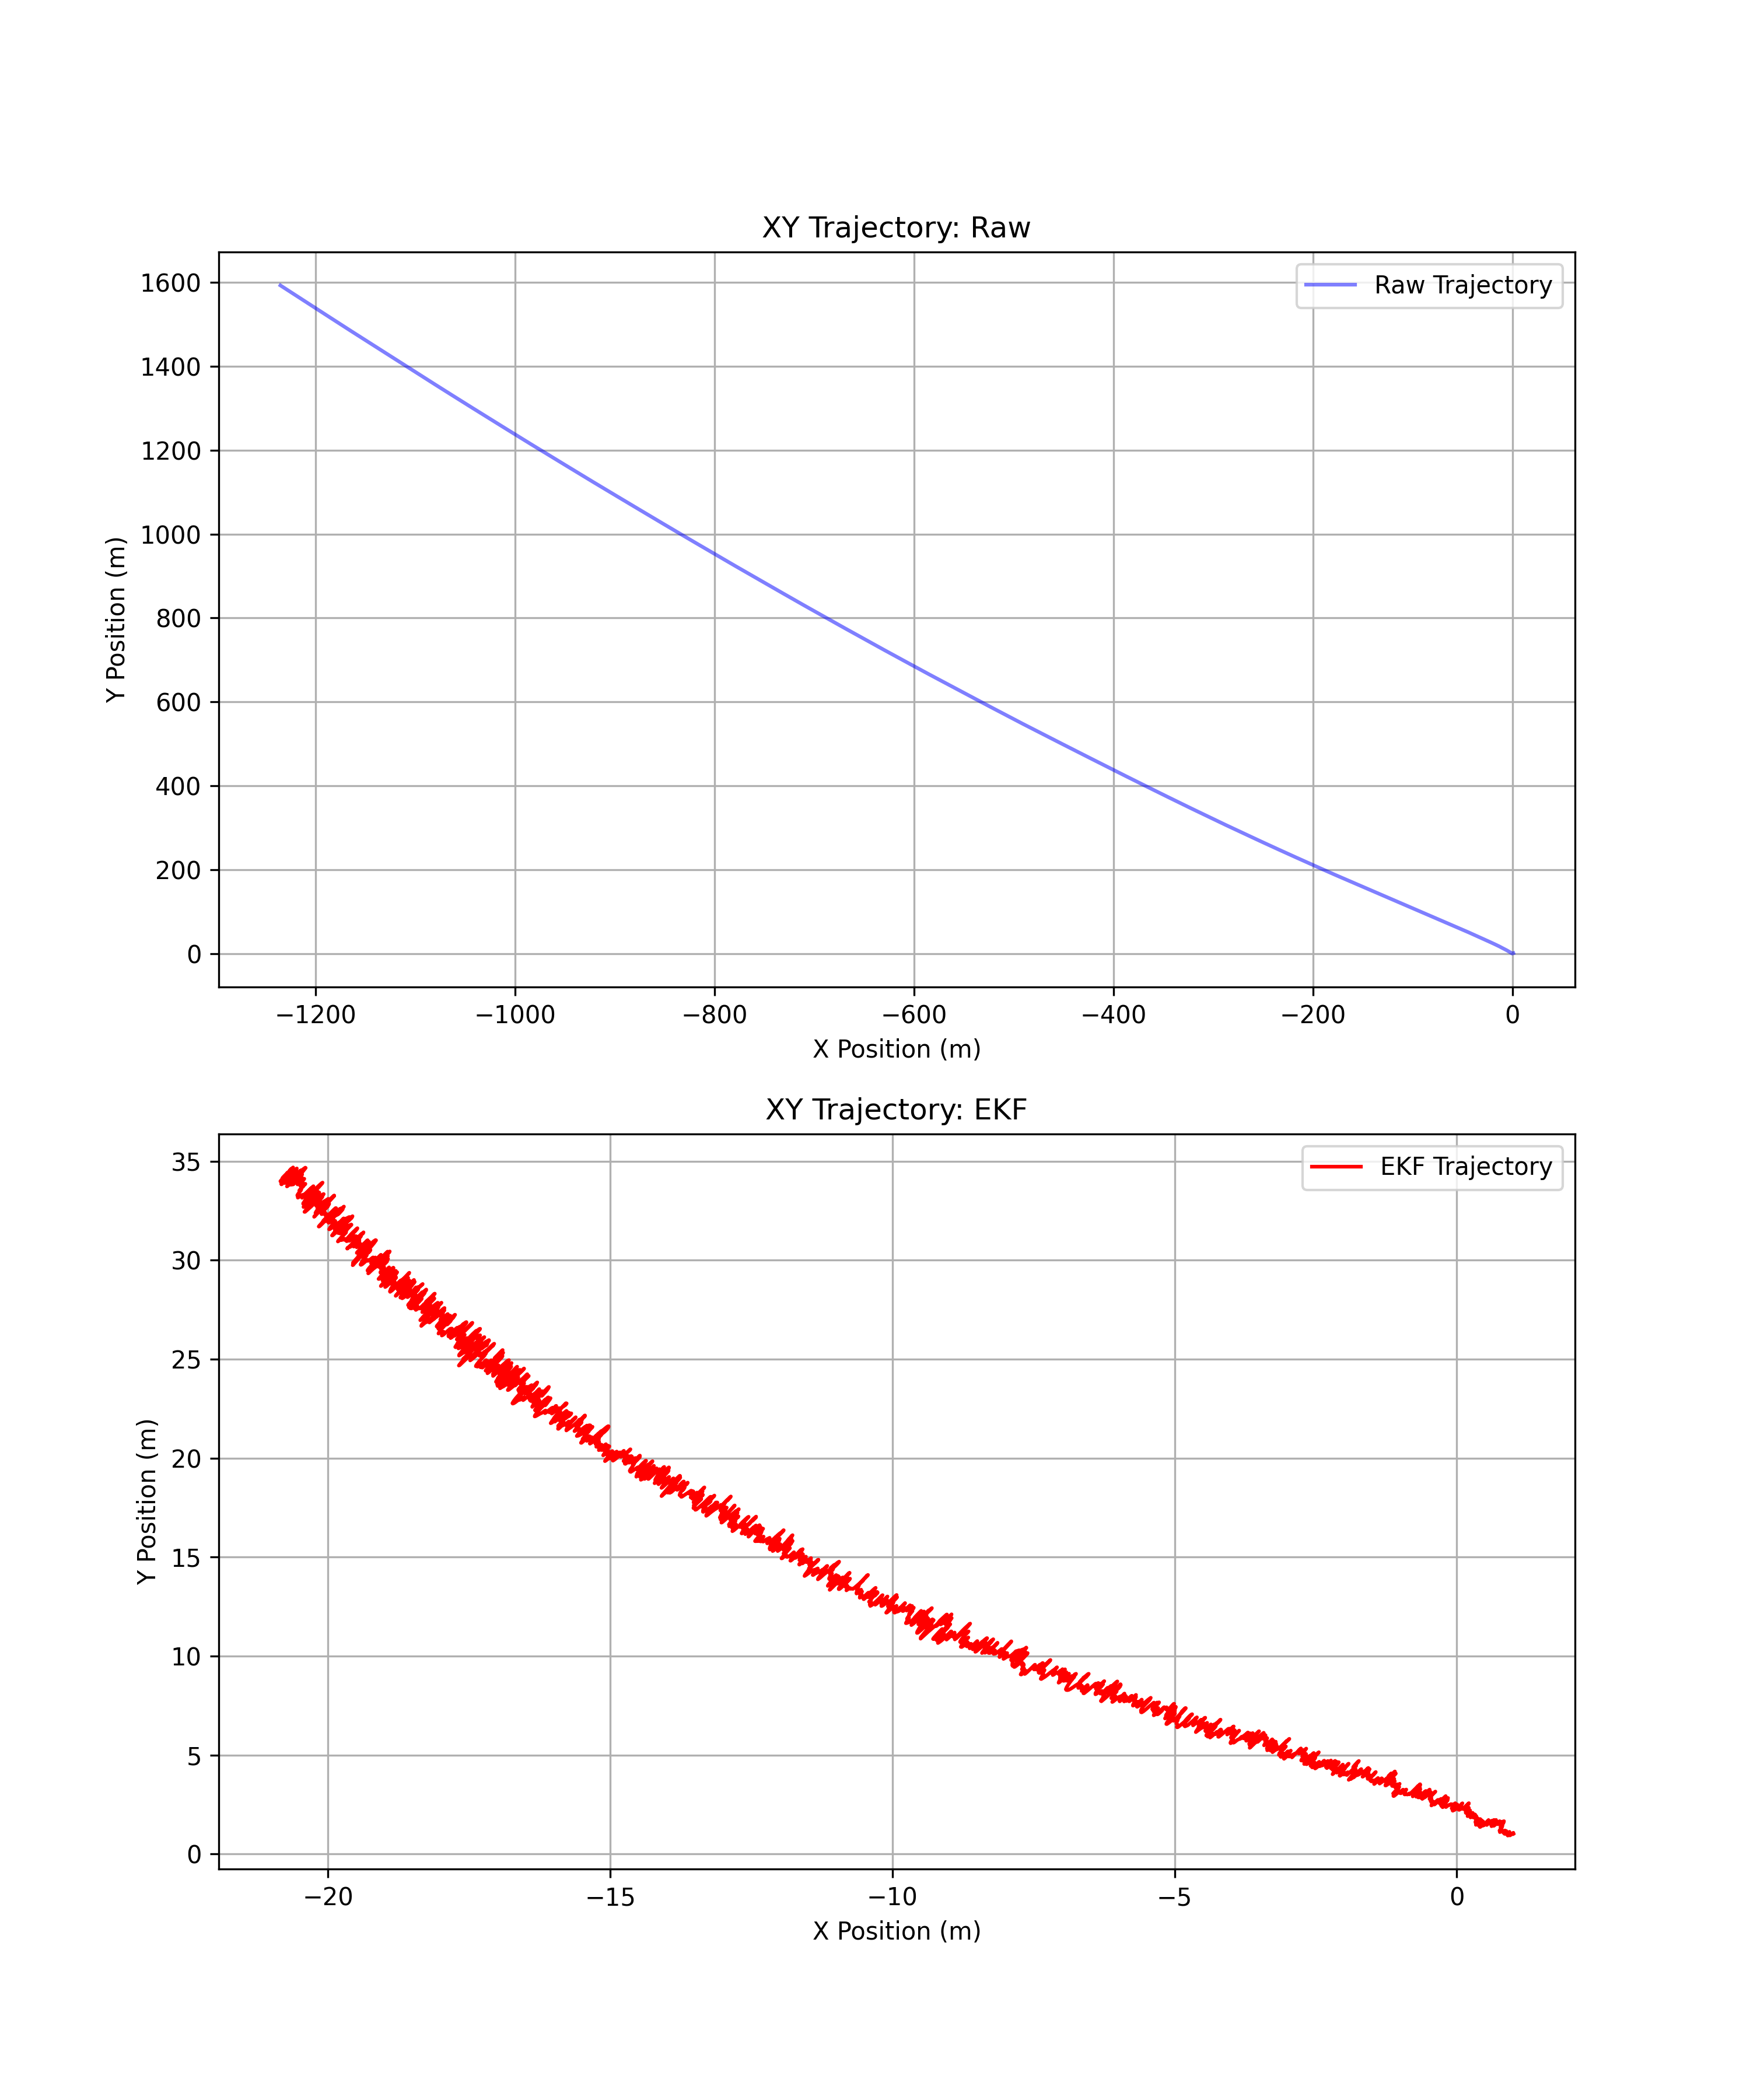 XY Trajectory: Raw
Raw Trajectory
1600
1400
1200
1000
800
600
400
200
0
Y Position (m)
−1200 −1000 −800 −600 −400 −200 0
X Position (m)
XY Trajectory: EKF
EKF Trajectory
35
30
25
20
15
10
5
0
Y Position (m)
−20 −15 −10 −5 0
X Position (m)